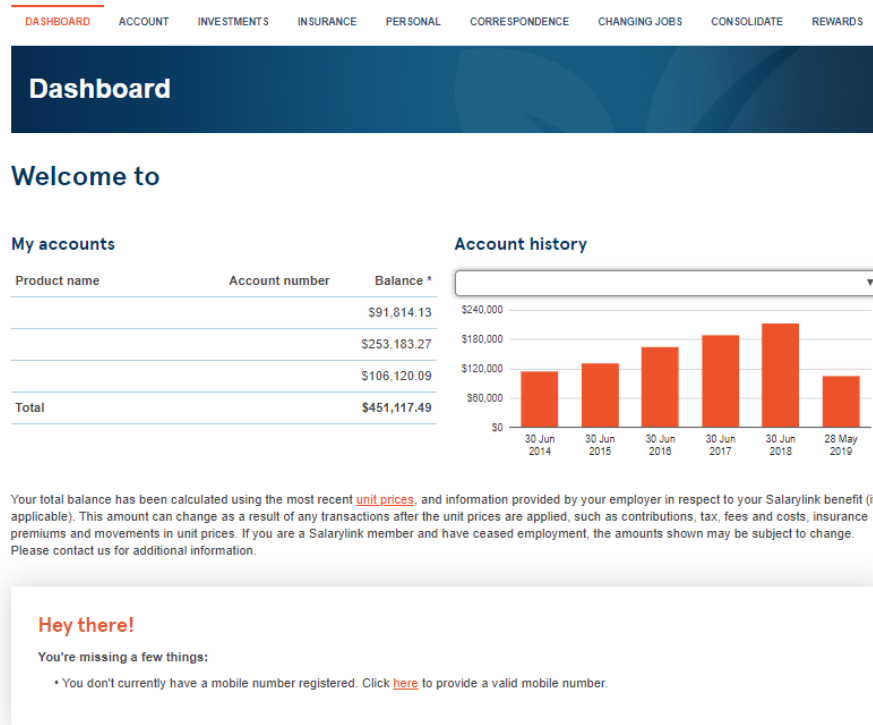 DASHBOARD ACCOUNT INVESTMENTS INSURANCE PERSONAL CORRESPONDENCE CHANGING JOBS CONSOLIDATE REWARDS
Dashboard
Welcome to
My accounts
Product name Account number Balance *
$91,814.13
$253,183.27
$106,120.09
Total $451,117.49
Account history
$240,000
$180,000
$120,000
$60,000
$0
30 Jun 30 Jun 30 Jun 30 Jun 30 Jun 28 May
2014 2015 2016 2017 2018 2019
Your total balance has been calculated using the most recent unit prices, and information provided by your employer in respect to your Salarylink benefit (i
applicable). This amount can change as a result of any transactions after the unit prices are applied, such as contributions, tax, fees and costs, insurance
premiums and movements in unit prices. If you are a Salarylink member and have ceased employment, the amounts shown may be subject to change.
Please contact us for additional information.
Hey there!
You're missing a few things:
• You don't currently have a mobile number registered. Click here to provide a valid mobile number.